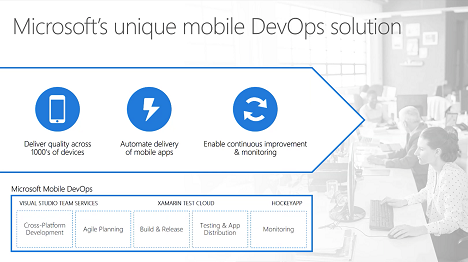 Microsoft's unique mobile DevOps solution
Deliver quality across
1000's of devices
Automate delivery
of mobile apps
Enable continuous improvement
& monitoring
Microsoft Mobile DevOps
VISUAL STUDIO TEAM SERVICES
XAMARIN TEST CLOUD
HOCKEYAPP
Cross-Platform
Development
Agile Planning
Build & Release
Testing & App
Distribution
Monitoring